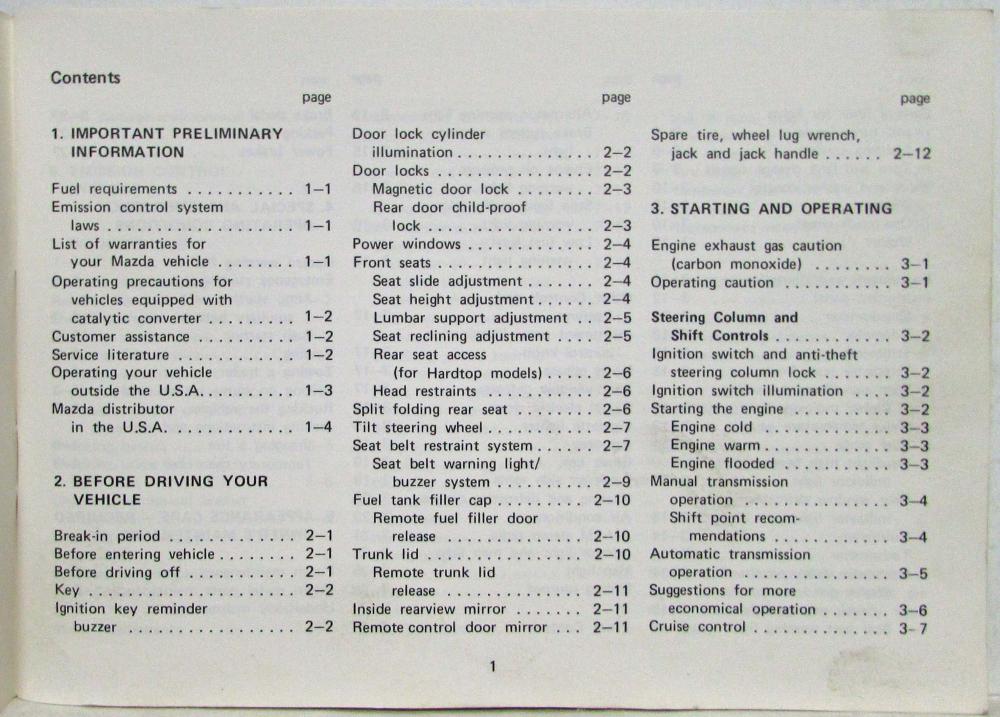 Contents
page
1. IMPORTANT PRELIMINARY
INFORMATION
Fuel requirements . . . . . . . . . . . 1–1
Emission control system
laws . . . . . . . . . . . . . . . . . . . 1–1
List of warranties for
your Mazda vehicle . . . . . . . . 1–1
Operating precautions for
vehicles equipped with
catalytic converter . . . . . . . . . 1–2
Customer assistance . . . . . . . . . . 1–2
Service literature . . . . . . . . . . . . 1–2
Operating your vehicle
outside the U.S.A. . . . . . . . . . 1–3
Mazda distributor
in the U.S.A. . . . . . . . . . . . . . 1–4
2. BEFORE DRIVING YOUR
VEHICLE
Break-in period . . . . . . . . . . . . . 2–1
Before entering vehicle . . . . . . . . 2–1
Before driving off . . . . . . . . . . . 2–1
Key . . . . . . . . . . . . . . . . . . . . 2–2
Ignition key reminder
buzzer . . . . . . . . . . . . . . . . 2–2
page
Door lock cylinder
illumination . . . . . . . . . . . . . 2–2
Door locks . . . . . . . . . . . . . . . . 2–2
Magnetic door lock . . . . . . . . 2–3
Rear door child-proof
lock . . . . . . . . . . . . . . . . . 2–3
Power windows . . . . . . . . . . . . . 2–4
Front seats . . . . . . . . . . . . . . . . 2–4
Seat slide adjustment . . . . . . . 2–4
Seat height adjustment . . . . . . 2–4
Lumbar support adjustment . . 2–5
Seat reclining adjustment . . . . 2–5
Rear seat access
(for Hardtop models) . . . . . 2–6
Head restraints . . . . . . . . . . . 2–6
Split folding rear seat . . . . . . . . . 2–6
Tilt steering wheel . . . . . . . . . . . 2–7
Seat belt restraint system . . . . . . . 2–7
Seat belt warning light/
buzzer system . . . . . . . . . . 2–9
Fuel tank filler cap . . . . . . . . . . 2–10
Remote fuel filler door
release . . . . . . . . . . . . . . 2–10
Trunk lid . . . . . . . . . . . . . . . . 2–10
Remote trunk lid
release . . . . . . . . . . . . . . 2–11
Inside rearview mirror . . . . . . . . 2–11
Remote control door mirror . . . 2–11
page
Spare tire, wheel lug wrench,
jack and jack handle . . . . . . 2–12
3. STARTING AND OPERATING
Engine exhaust gas caution
(carbon monoxide) . . . . . . . . 3–1
Operating caution . . . . . . . . . . . 3–1
Steering Column and
Shift Controls . . . . . . . . . . . . 3–2
Ignition switch and anti-theft
steering column lock . . . . . . . . 3–2
Ignition switch illumination . . . . . 3–2
Starting the engine . . . . . . . . . . . 3–2
Engine cold . . . . . . . . . . . . . 3–3
Engine warm . . . . . . . . . . . . . 3–3
Engine flooded . . . . . . . . . . . 3–3
Manual transmission
operation . . . . . . . . . . . . . . . 3–4
Shift point recom-
mendations . . . . . . . . . . . . 3–4
Automatic transmission
operation . . . . . . . . . . . . . . . 3–5
Suggestions for more
economical operation . . . . . . . 3–6
Cruise control . . . . . . . . . . . . . . 3–7
1